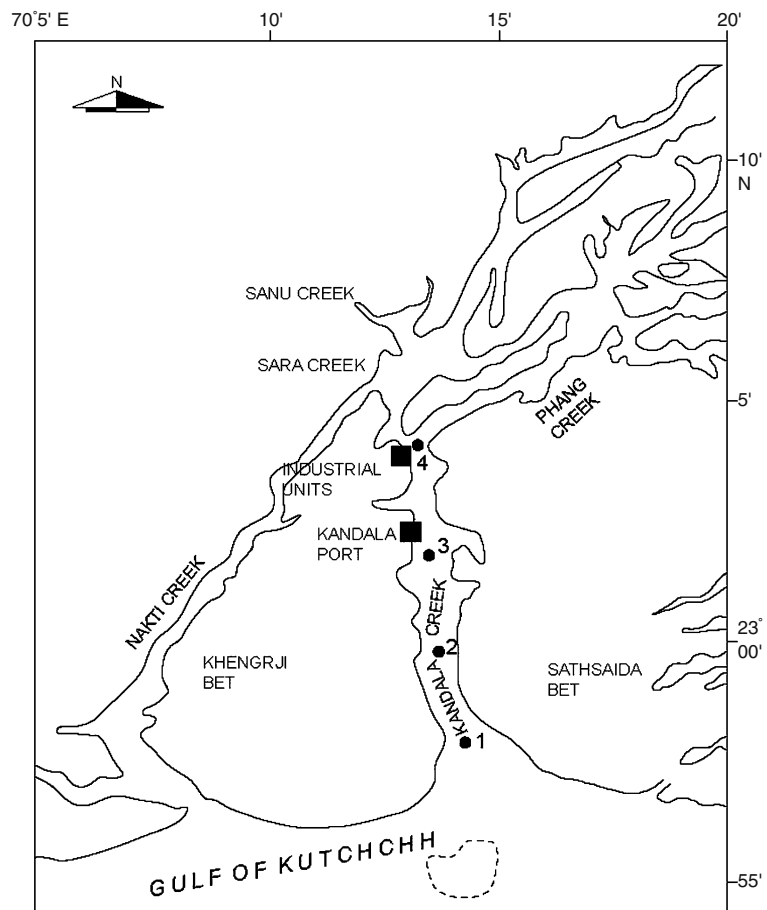 70°5' E
10'
15'
20'
N
10'
N
SANU CREEK
SARA CREEK
5'
PHANG
CREEK
4
INDUSTRIAL
UNITS
KANDALA
PORT
3
NAKTI CREEK
KANDALA CREEK
23°
00'
2
KHENGRJI
BET
SATHSAIDA
BET
1
GULF OF KUTCHCHH
55'